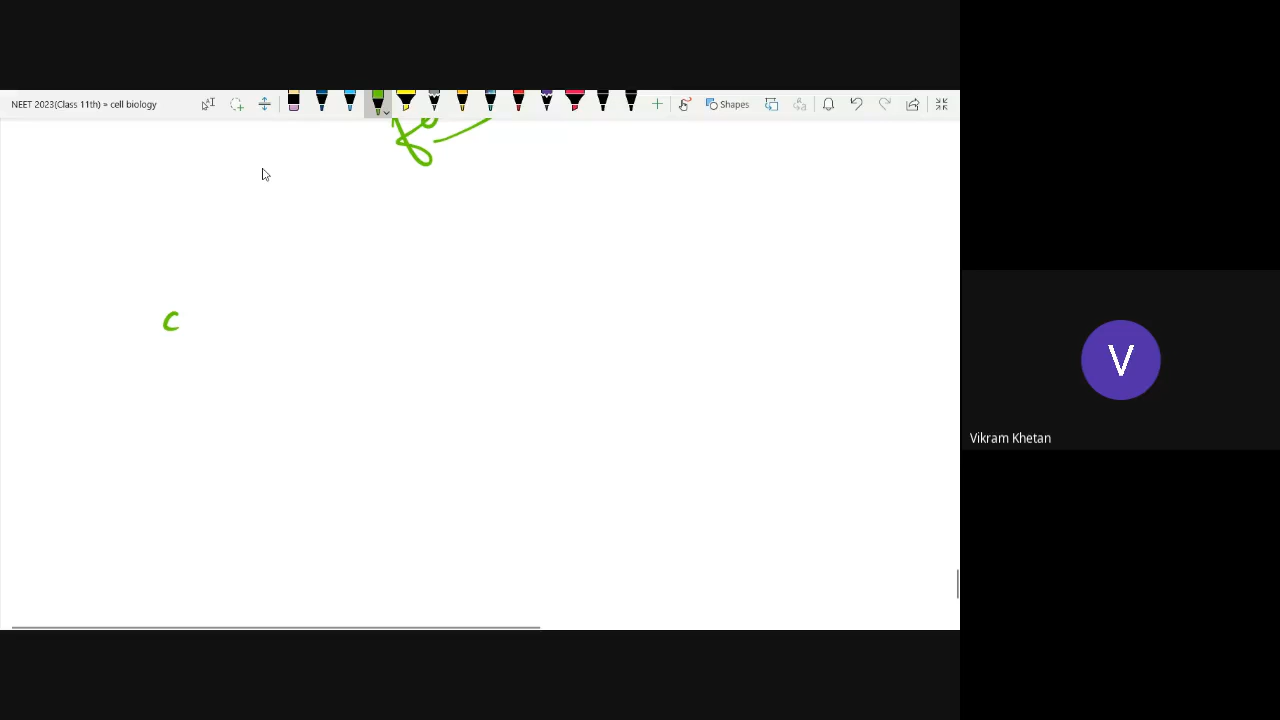 NEET 2023(Class 11th) » cell biology
Shapes
c
V
Vikram Khetan